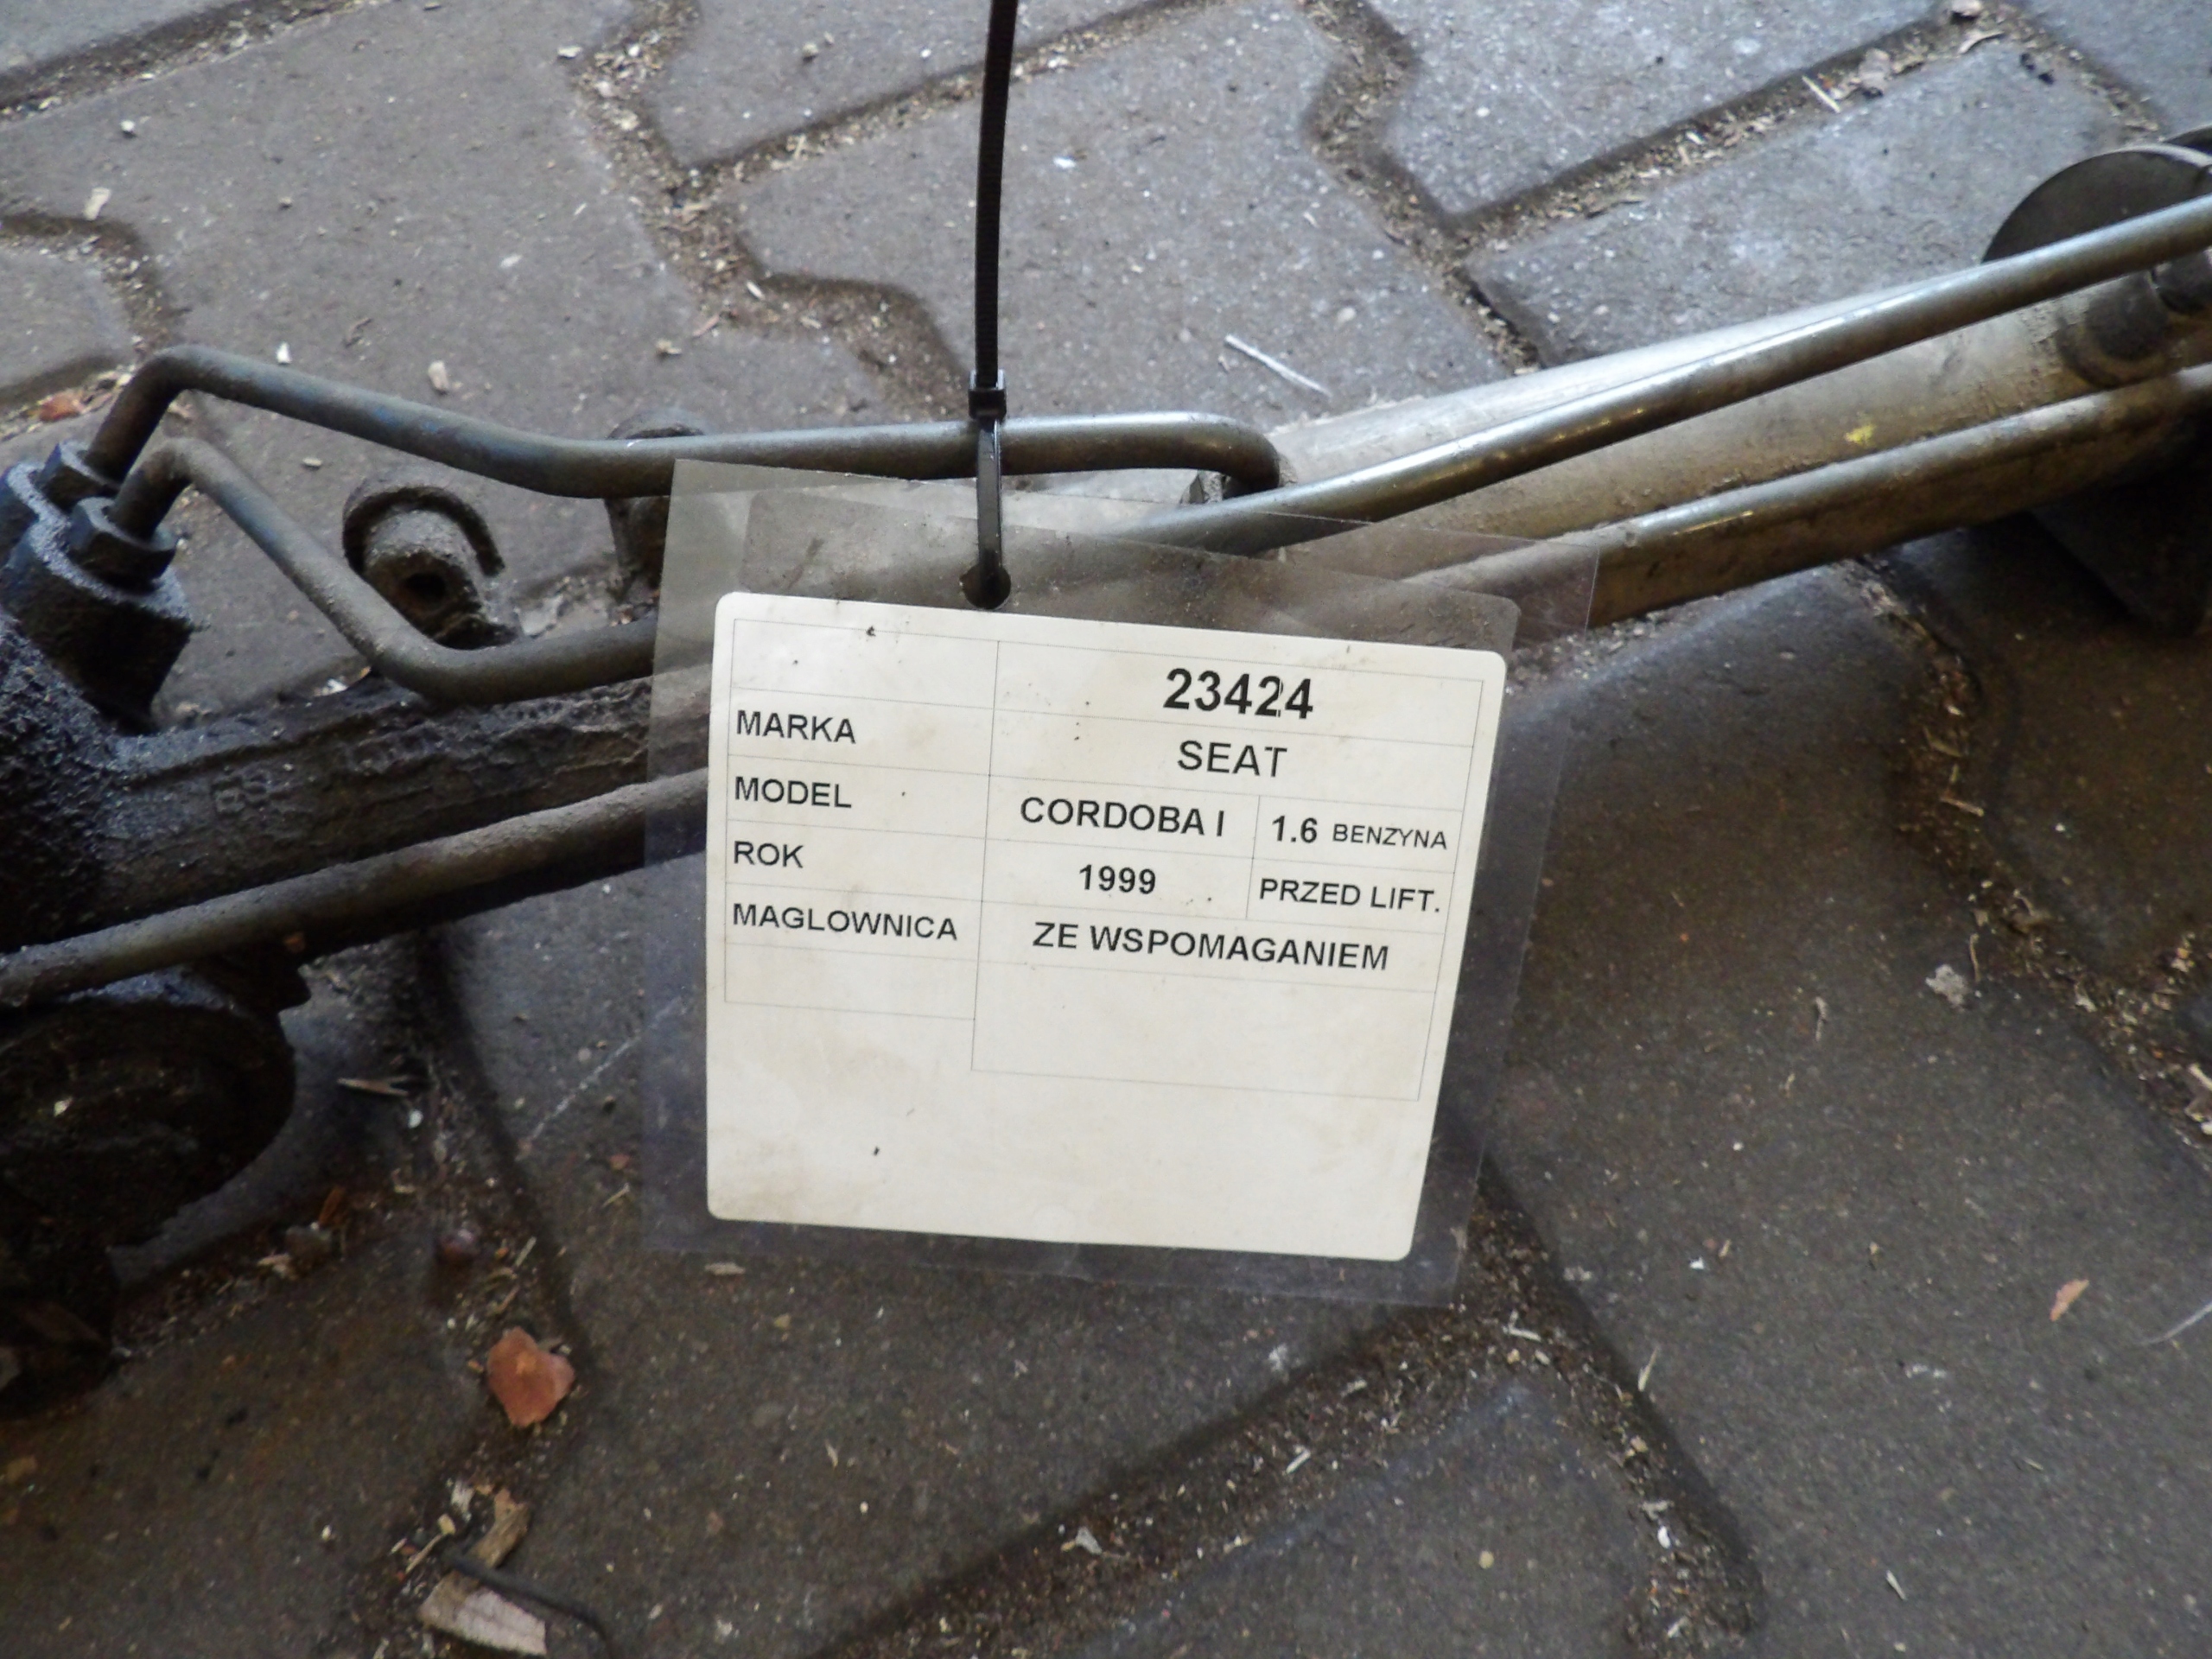 23424
MARKA SEAT
MODEL CORDOBA I 1.6 BENZYNA
ROK 1999 PRZED LIFT.
MAGLOWNICA ZE WSPOMAGANIEM